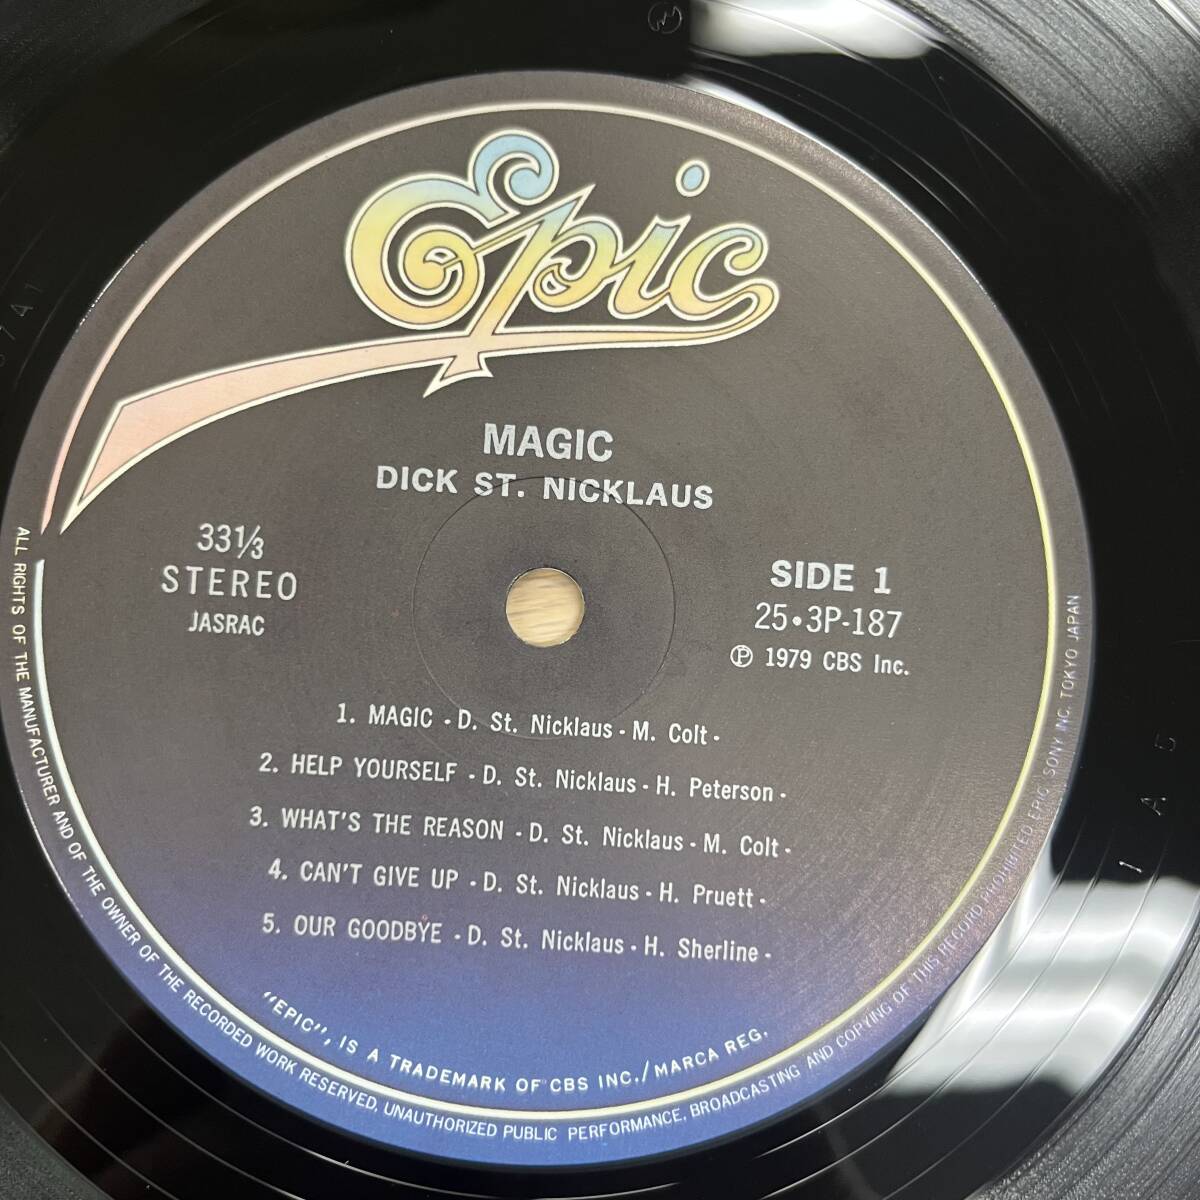 Epic
MAGIC
DICK ST. NICKLAUS
33⅓
STEREO
JASRAC
SIDE 1
25・3P-187
Ⓟ 1979 CBS Inc.
1. MAGIC - D. St. Nicklaus - M. Colt -
2. HELP YOURSELF - D. St. Nicklaus - H. Peterson -
3. WHAT'S THE REASON - D. St. Nicklaus - M. Colt -
4. CAN'T GIVE UP - D. St. Nicklaus - H. Pruett -
5. OUR GOODBYE - D. St. Nicklaus - H. Sherline -
"EPIC", IS A TRADEMARK OF CBS INC./MARCA REG.
ALL RIGHTS OF THE MANUFACTURER AND OF THE OWNER OF THE RECORDED WORK RESERVED. UNAUTHORIZED PUBLIC PERFORMANCE, BROADCASTING AND COPYING OF THIS RECORD PROHIBITED. EPIC, SONY INC. TOKYO JAPAN
1 A 5